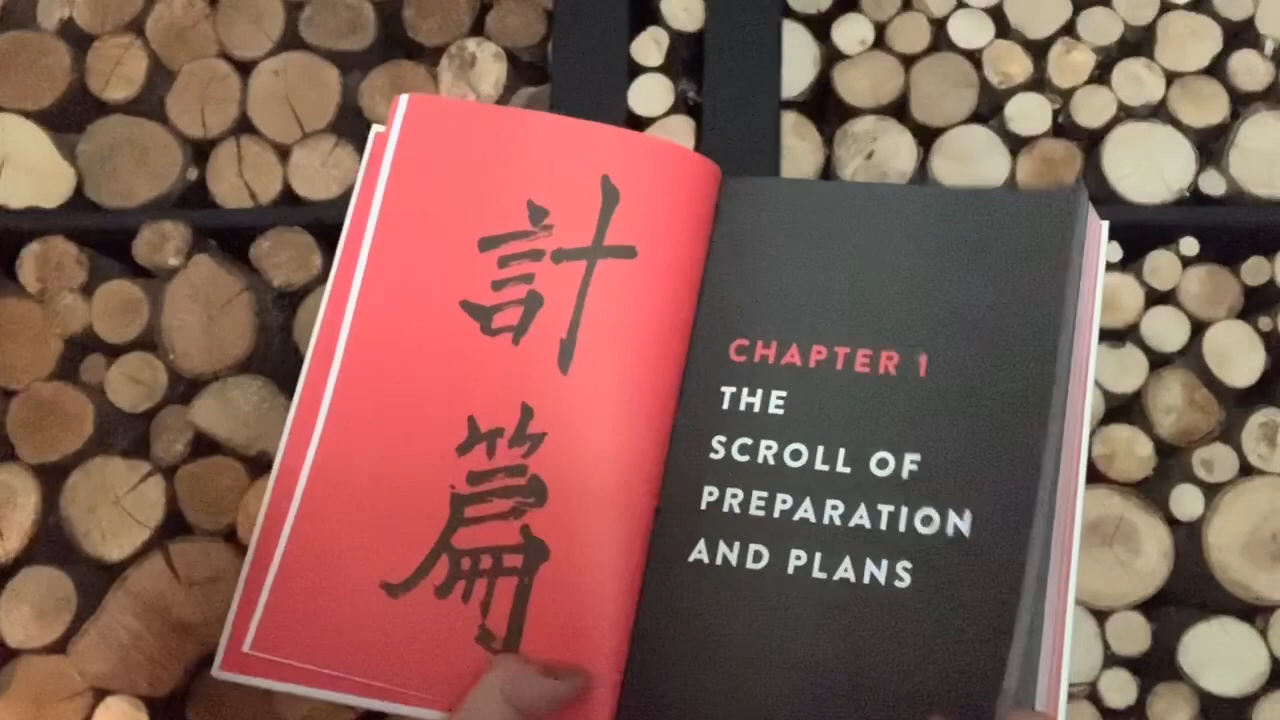 計
篇
CHAPTER 1
THE
SCROLL OF
PREPARATION
AND PLANS